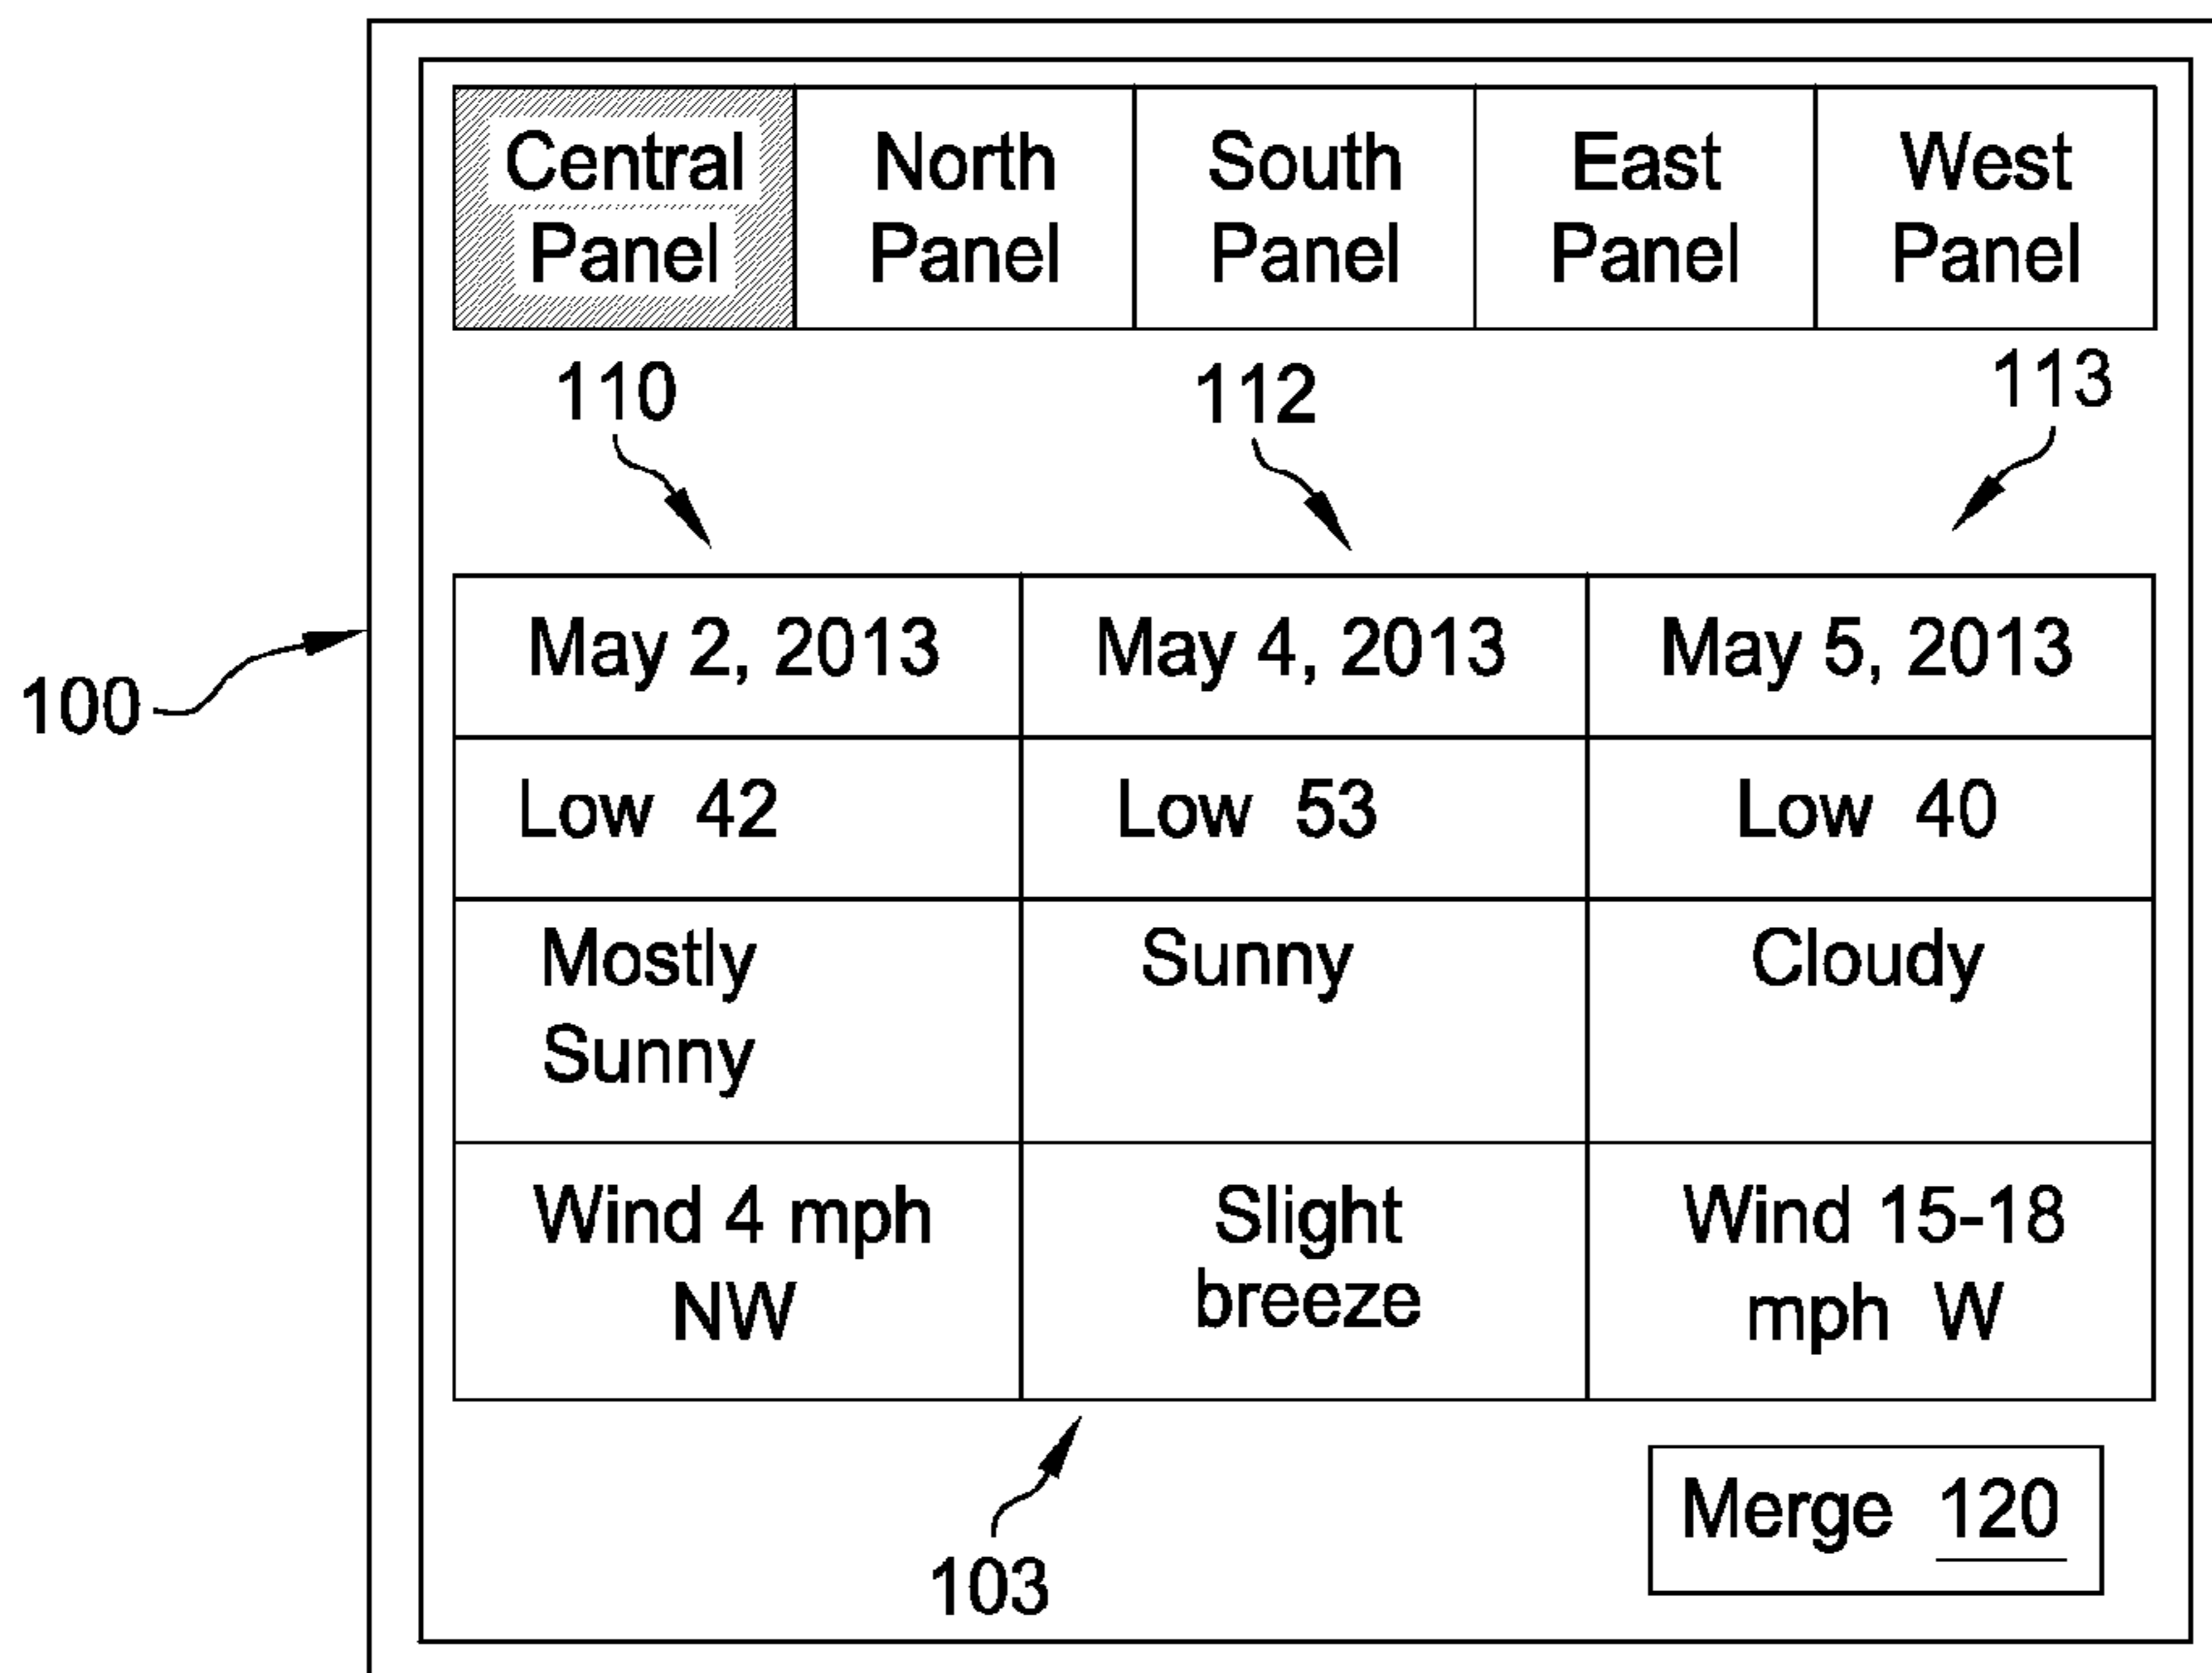 Central North South East West
Panel Panel Panel Panel Panel
110 112 113
100
May 2, 2013 May 4, 2013 May 5, 2013
Low 42 Low 53 Low 40
Mostly Sunny Cloudy
Sunny
Wind 4 mph Slight Wind 15-18
NW breeze mph W
Merge 120
103